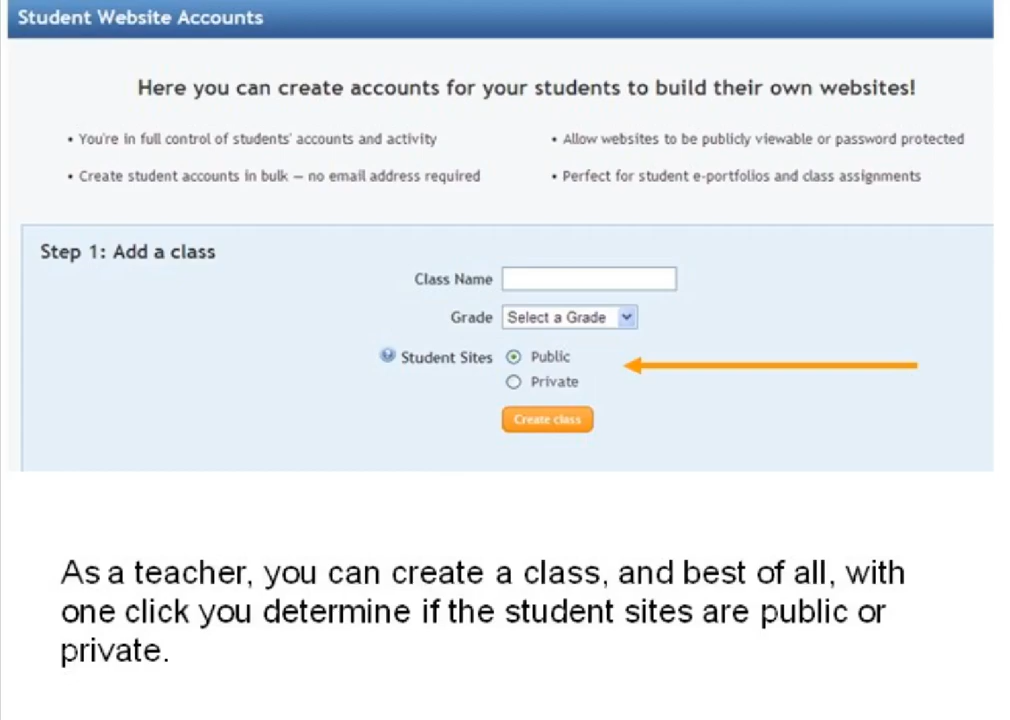 Student Website Accounts
Here you can create accounts for your students to build their own websites!
• You're in full control of students' accounts and activity
• Allow websites to be publicly viewable or password protected
• Create student accounts in bulk — no email address required
• Perfect for student e-portfolios and class assignments
Step 1: Add a class
Class Name
Grade Select a Grade
? Student Sites Public
Private
Create class
As a teacher, you can create a class, and best of all, with
one click you determine if the student sites are public or
private.